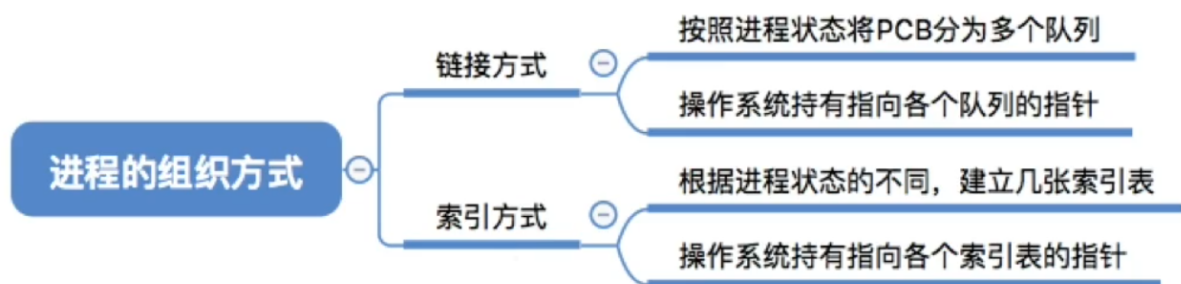 进程的组织方式
链接方式
按照进程状态将PCB分为多个队列
操作系统持有指向各个队列的指针
索引方式
根据进程状态的不同，建立几张索引表
操作系统持有指向各个索引表的指针